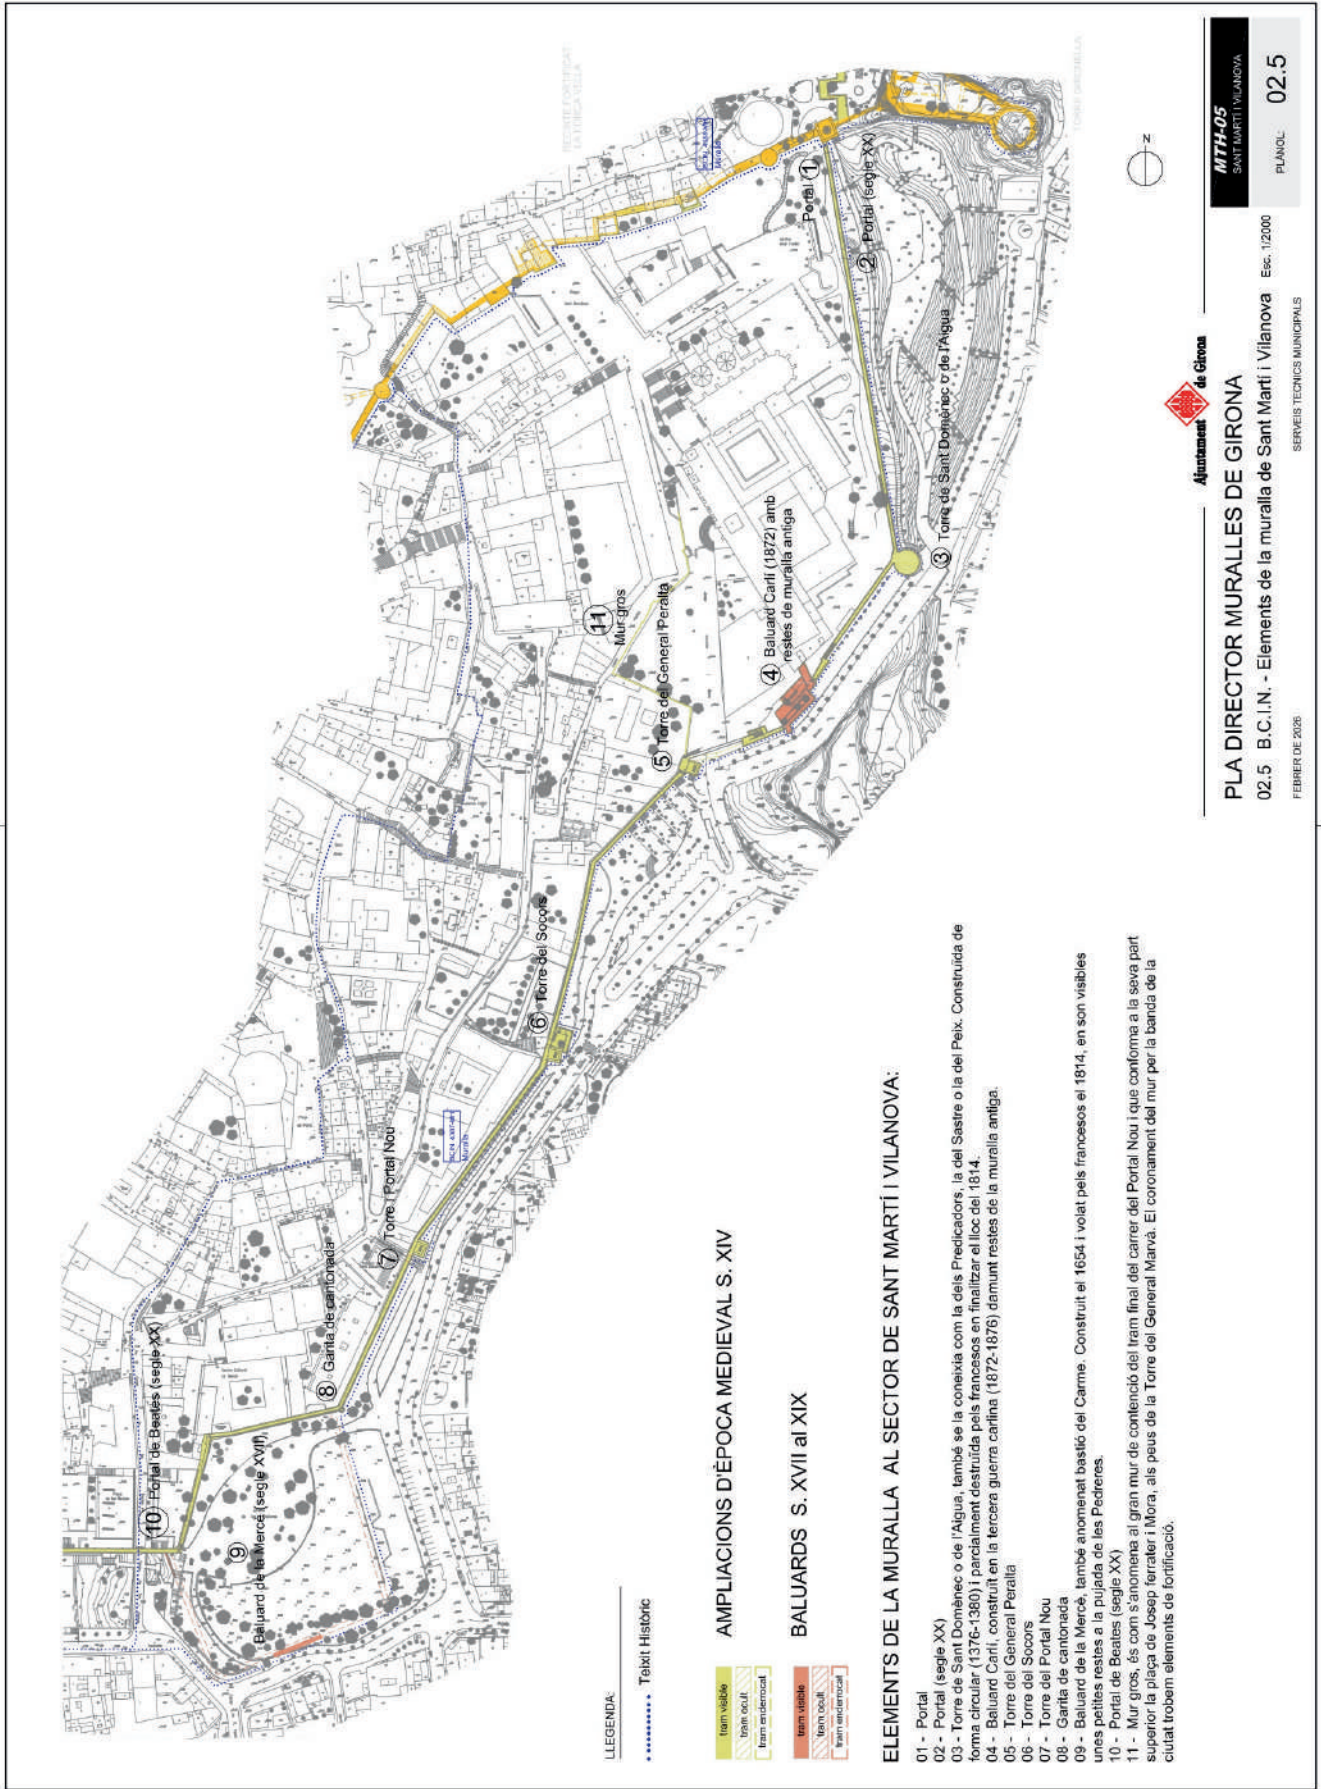 RECINTE FORTIFICAT
LA FORÇA VELLA
TORRE GIRONELLA
Muralla
Portal 1
2 Portal (segle XX)
3 Torre de Sant Domènec o de l'Aigua
4 Baluard Carlí (1872) amb
restes de muralla antiga
5 Torre del General Peralta
11
Mur gros
6 Torre del Socors
7 Torre i Portal Nou
Muralla
8 Garita de cantonada
9
Baluard de la Mercè (segle XVII)
10 Portal de Beates (segle XX)
N
LLEGENDA:
Teixit Històric
AMPLIACIONS D'ÈPOCA MEDIEVAL S. XIV
tram visible
tram ocult
tram enderrocat
BALUARDS S. XVII al XIX
tram visible
tram ocult
tram enderrocat
ELEMENTS DE LA MURALLA AL SECTOR DE SANT MARTÍ I VILANOVA:
01 - Portal
02 - Portal (segle XX)
03 - Torre de Sant Domènec o de l'Aigua, també se la coneixia com la dels Predicadors, la del Sastre o la del Peix. Construïda de
forma circular (1376-1380) i parcialment destruïda pels francesos en finalitzar el lloc del 1814.
04 - Baluard Carlí, construït en la tercera guerra carlina (1872-1876) damunt restes de la muralla antiga.
05 - Torre del General Peralta
06 - Torre del Socors
07 - Torre del Portal Nou
08 - Garita de cantonada
09 - Baluard de la Mercè, també anomenat bastió del Carme. Construït el 1654 i volat pels francesos el 1814, en son visibles
unes petites restes a la pujada de les Pedreres.
10 - Portal de Beates (segle XX)
11 - Mur gros, és com s'anomena al gran mur de contenció del tram final del carrer del Portal Nou i que conforma a la seva part
superior la plaça de Josep ferrater i Mora, als peus de la Torre del General Marvà. El coronament del mur per la banda de la
ciutat trobem elements de fortificació.
Ajuntament de Girona
PLA DIRECTOR MURALLES DE GIRONA
02.5 B.C.I.N. - Elements de la muralla de Sant Martí i Vilanova Esc. 1/2000
FEBRER DE 2026
SERVEIS TECNICS MUNICIPALS
MTH-05
SANT MARTI I VILANOVA
PLÀNOL: 02.5